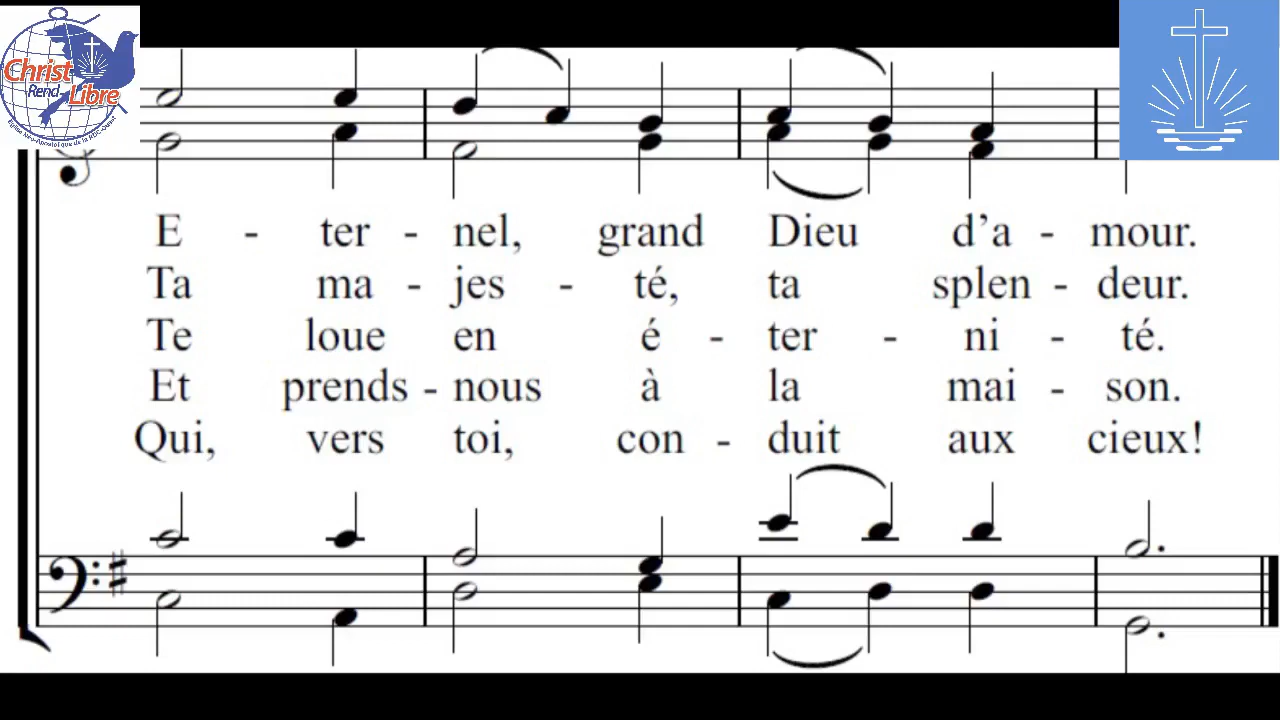 Christ
Rend
Libre
E - ter - nel, grand Dieu d’a - mour.
Ta ma - jes - té, ta splen - deur.
Te loue en é - ter - ni - té.
Et prends - nous à la mai - son.
Qui, vers toi, con - duit aux cieux!